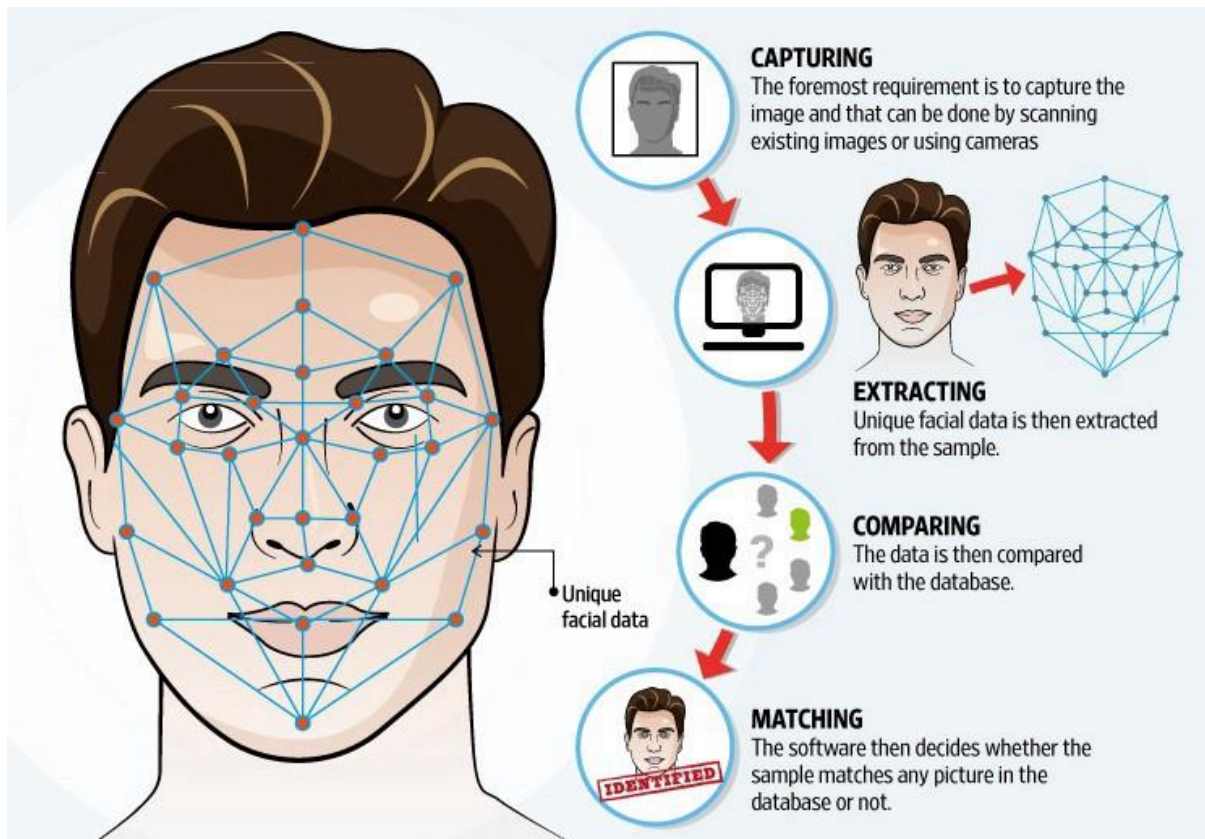 CAPTURING
The foremost requirement is to capture the
image and that can be done by scanning
existing images or using cameras
EXTRACTING
Unique facial data is then extracted
from the sample.
COMPARING
The data is then compared
with the database.
?
Unique
facial data
MATCHING
The software then decides whether the
sample matches any picture in the
database or not.
IDENTIFIED